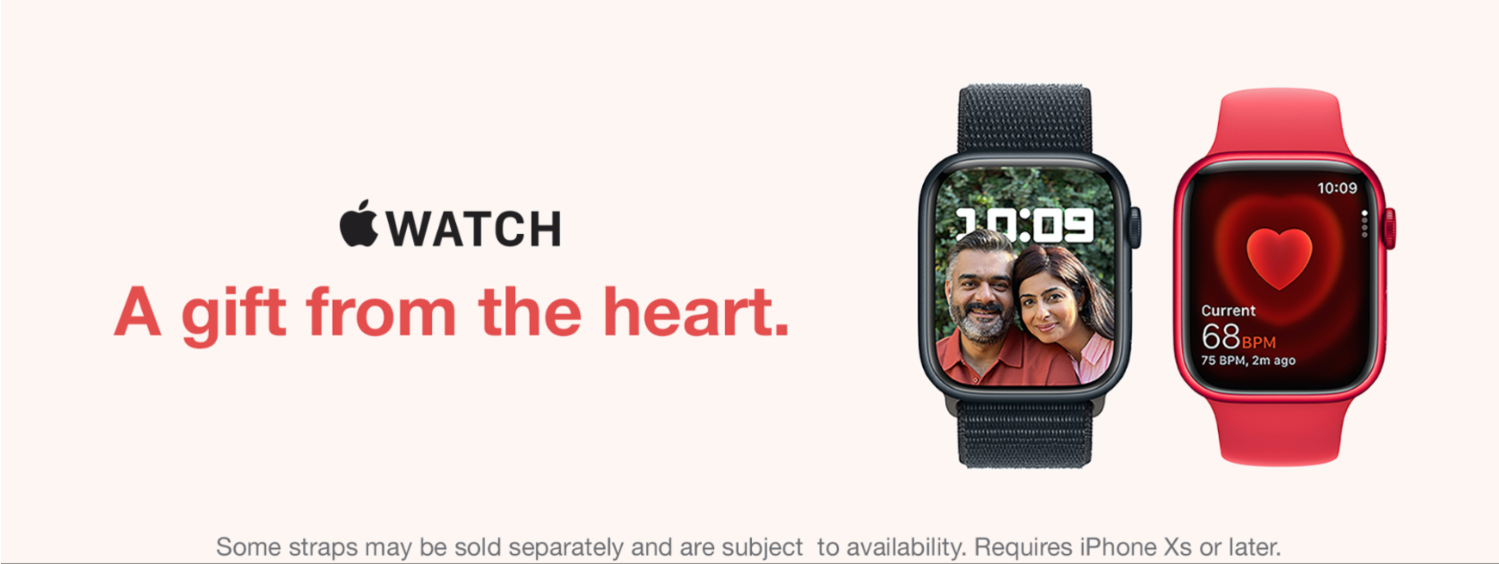 WATCH
A gift from the heart.
10:09
10:09
Current
68BPM
75 BPM, 2m ago
Some straps may be sold separately and are subject  to availability. Requires iPhone Xs or later.